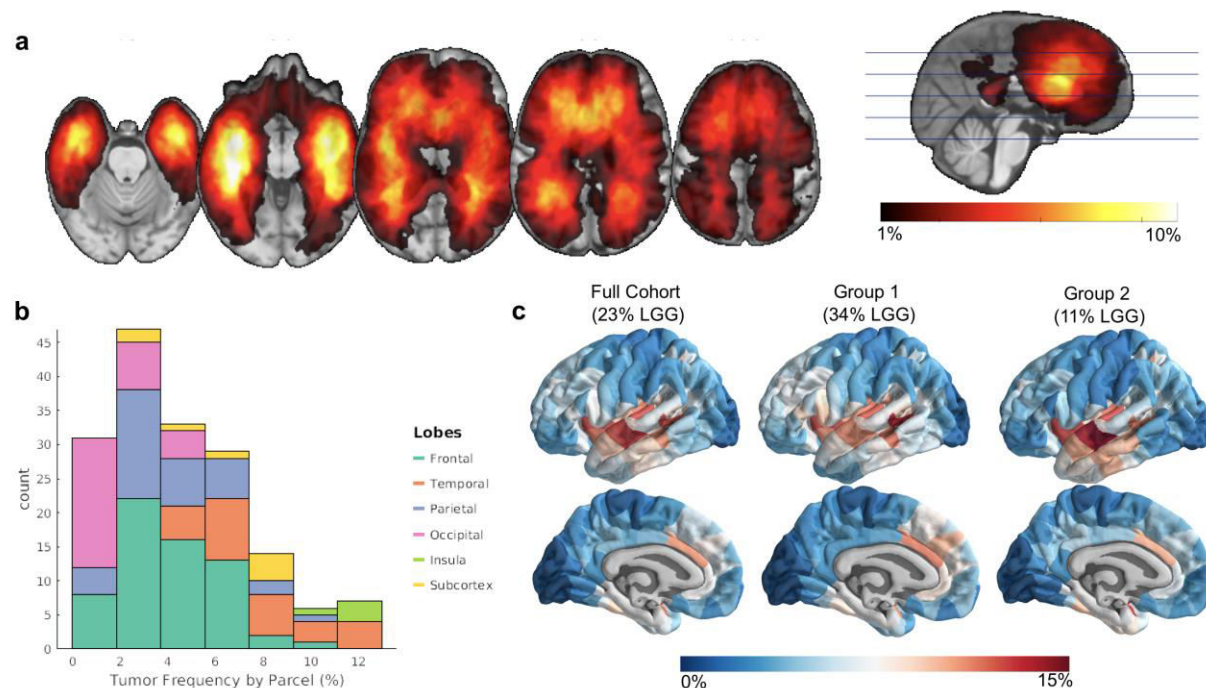 a
1%
10%
b
45
40
35
30
25
20
15
10
5
0
count
0 2 4 6 8 10 12
Tumor Frequency by Parcel (%)
Lobes
Frontal
Temporal
Parietal
Occipital
Insula
Subcortex
c
Full Cohort
(23% LGG)
Group 1
(34% LGG)
Group 2
(11% LGG)
0%
15%